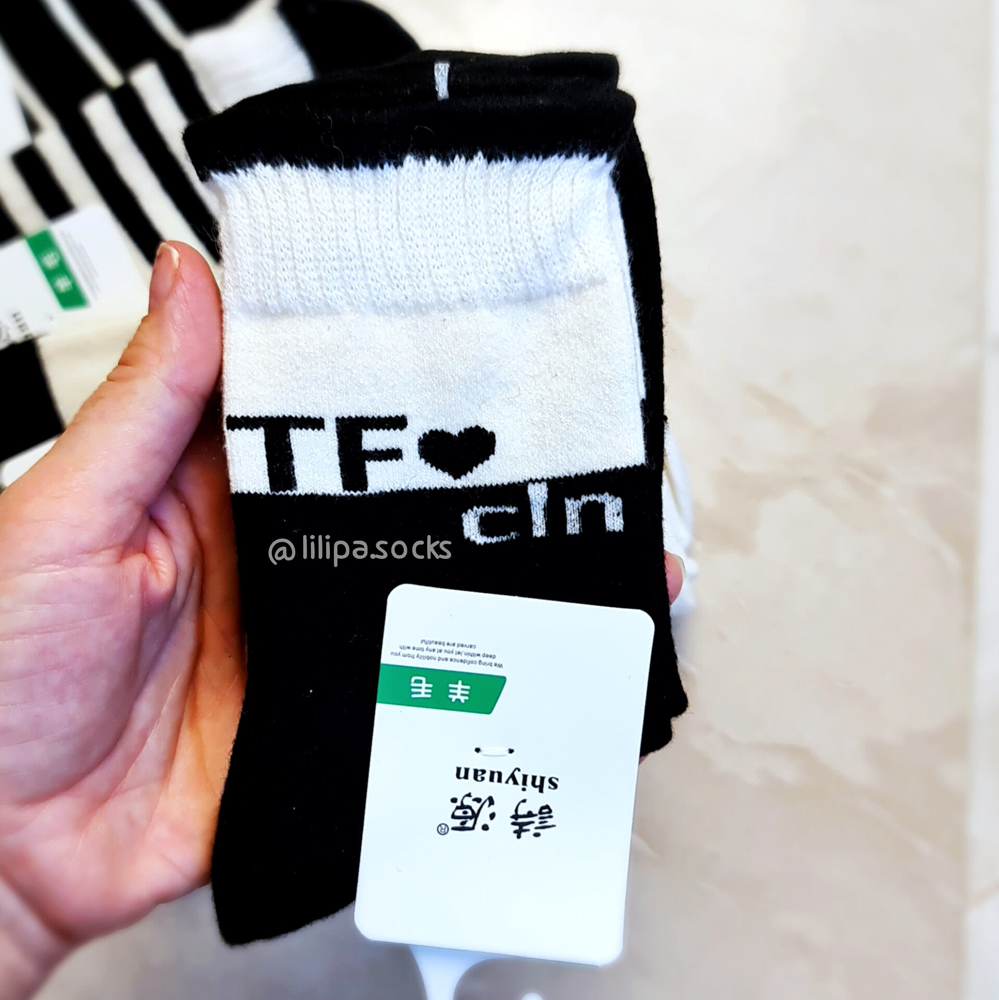 TF♥
cln
@lilipa.socks
We bring cofidence and nobility from you
deep within,let you at any time with
carved are beautiful
羊毛
shiyuan
詩源®